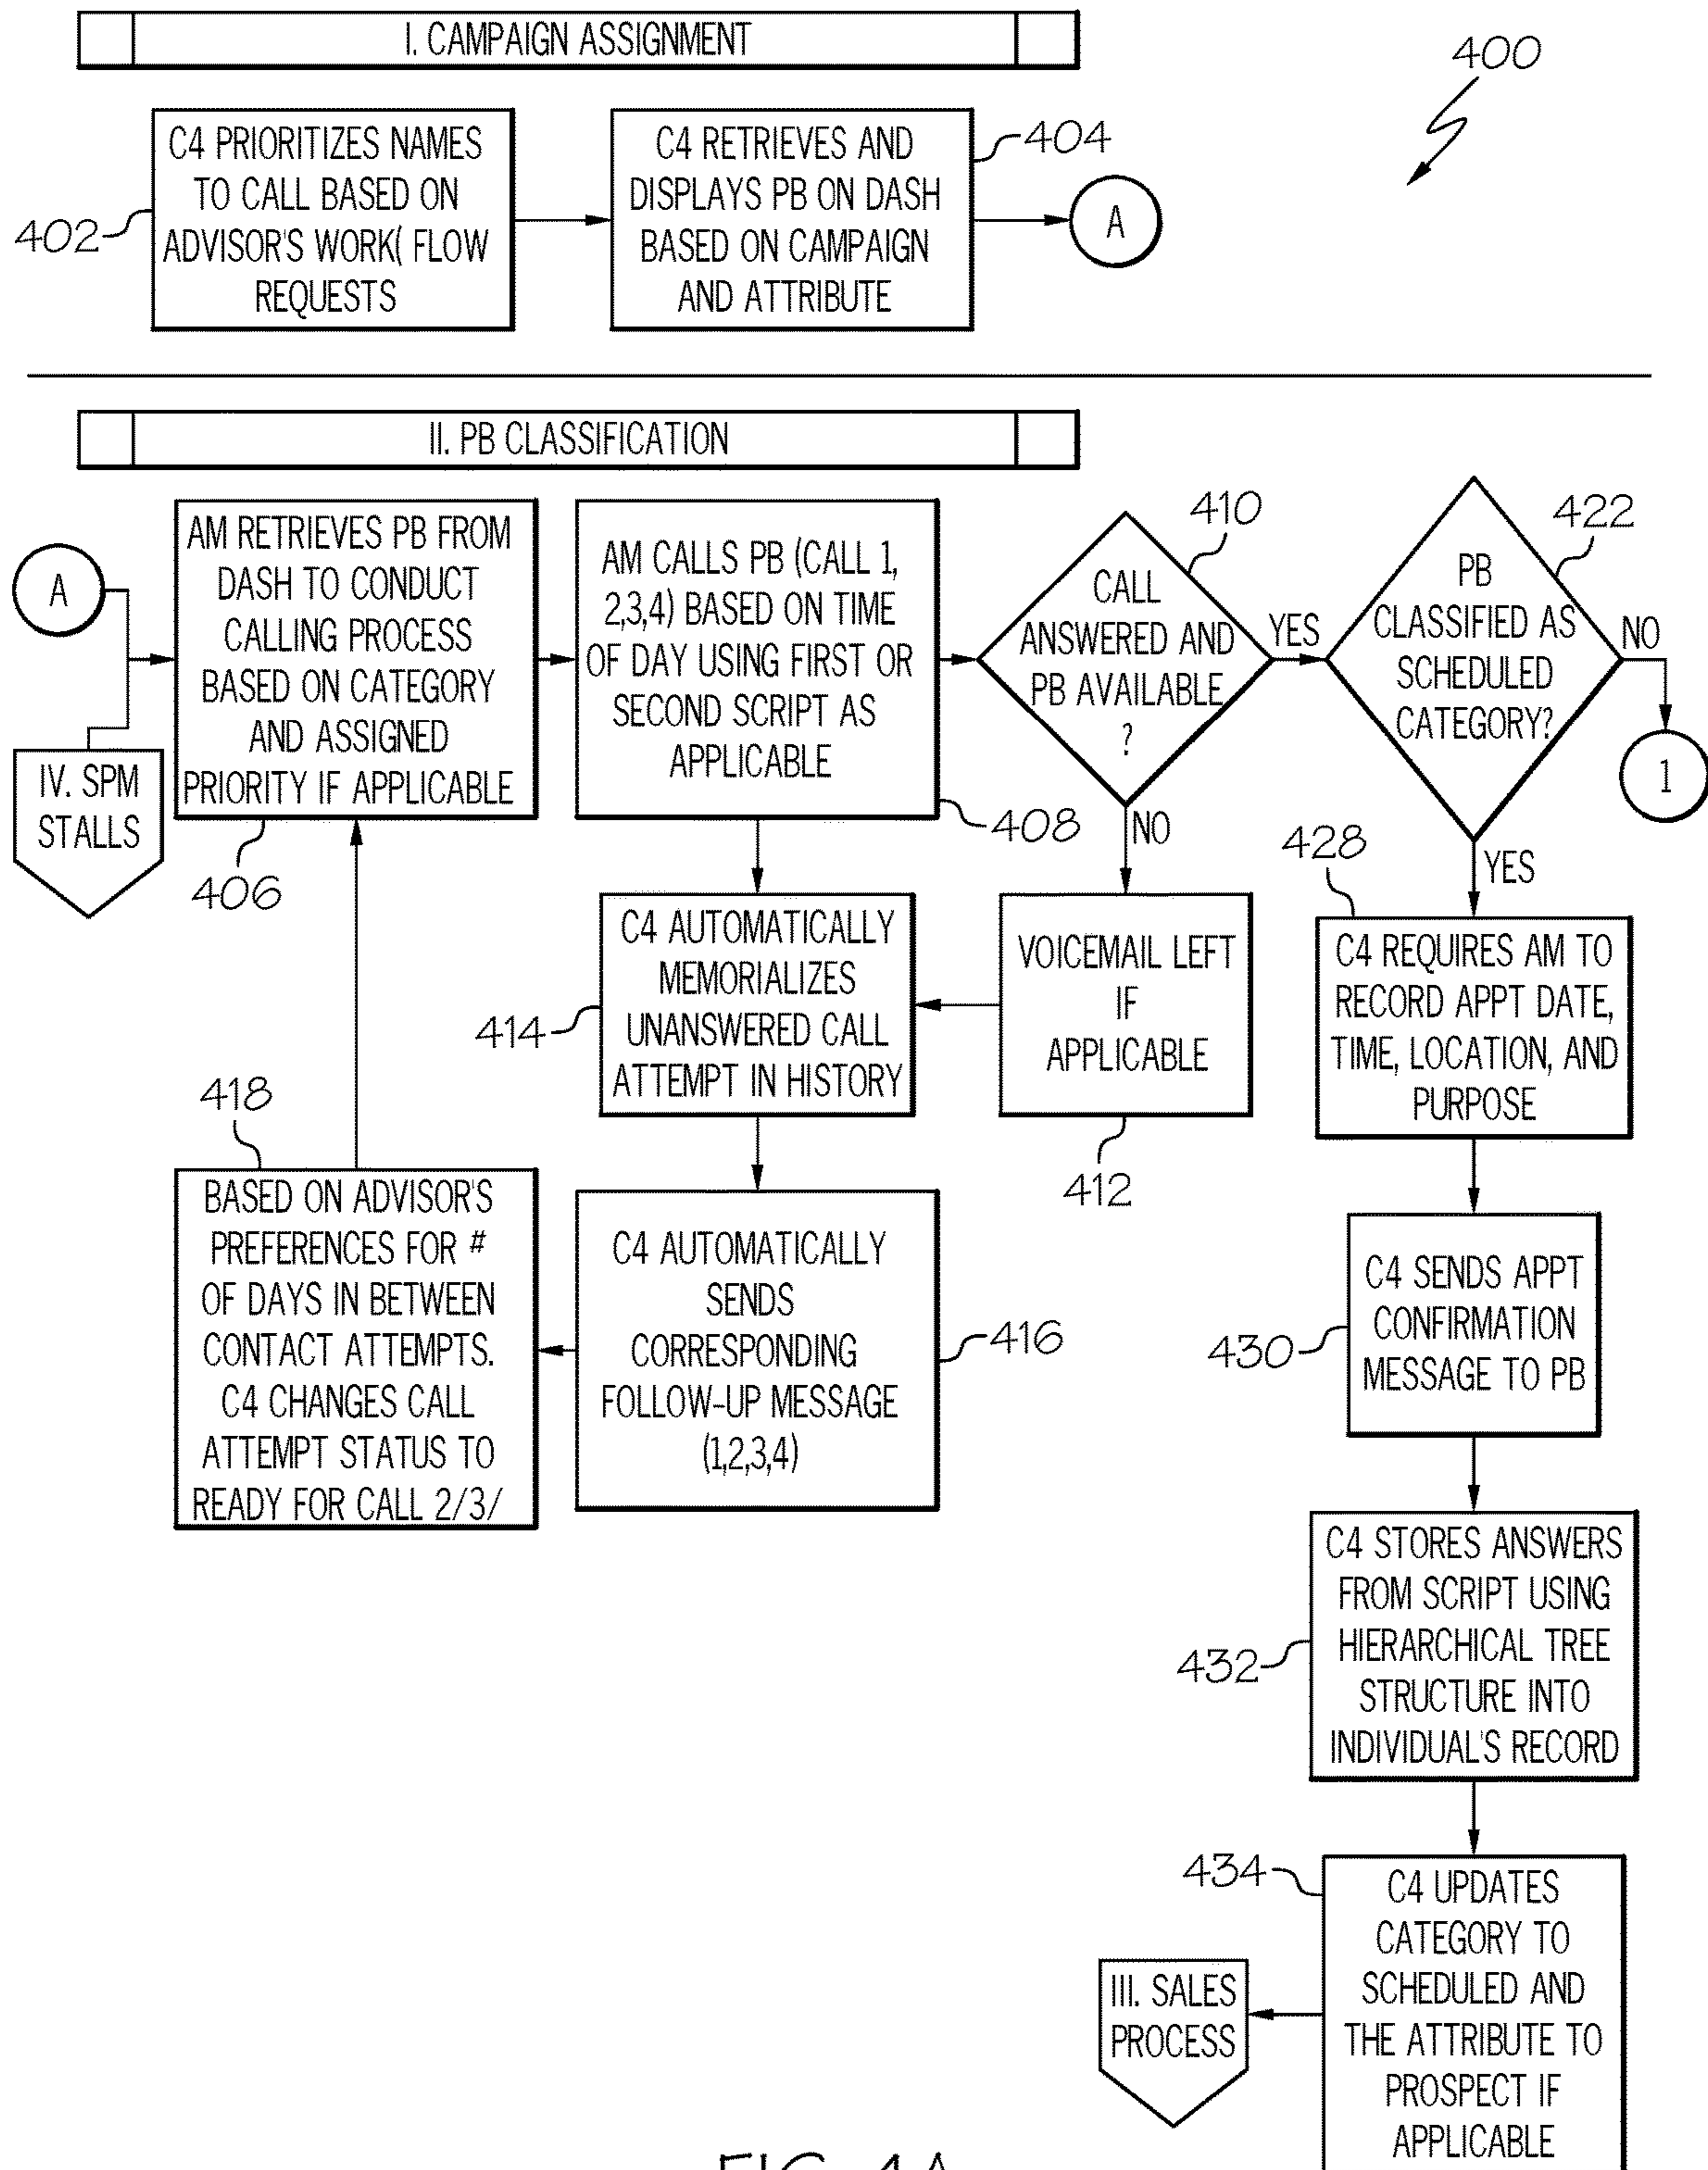 I. CAMPAIGN ASSIGNMENT
400
C4 PRIORITIZES NAMES
TO CALL BASED ON
ADVISOR'S WORK( FLOW
REQUESTS
402
C4 RETRIEVES AND
DISPLAYS PB ON DASH
BASED ON CAMPAIGN
AND ATTRIBUTE
404
A
II. PB CLASSIFICATION
A
IV. SPM
STALLS
AM RETRIEVES PB FROM
DASH TO CONDUCT
CALLING PROCESS
BASED ON CATEGORY
AND ASSIGNED
PRIORITY IF APPLICABLE
406
AM CALLS PB (CALL 1,
2,3,4) BASED ON TIME
OF DAY USING FIRST OR
SECOND SCRIPT AS
APPLICABLE
408
CALL
ANSWERED AND
PB AVAILABLE
?
410
YES
NO
PB
CLASSIFIED AS
SCHEDULED
CATEGORY?
422
NO
1
YES
VOICEMAIL LEFT
IF
APPLICABLE
412
C4 AUTOMATICALLY
MEMORIALIZES
UNANSWERED CALL
ATTEMPT IN HISTORY
414
C4 AUTOMATICALLY
SENDS
CORRESPONDING
FOLLOW-UP MESSAGE
(1,2,3,4)
416
418
BASED ON ADVISOR'S
PREFERENCES FOR #
OF DAYS IN BETWEEN
CONTACT ATTEMPTS.
C4 CHANGES CALL
ATTEMPT STATUS TO
READY FOR CALL 2/3/
428
C4 REQUIRES AM TO
RECORD APPT DATE,
TIME, LOCATION, AND
PURPOSE
430
C4 SENDS APPT
CONFIRMATION
MESSAGE TO PB
432
C4 STORES ANSWERS
FROM SCRIPT USING
HIERARCHICAL TREE
STRUCTURE INTO
INDIVIDUAL'S RECORD
434
C4 UPDATES
CATEGORY TO
SCHEDULED AND
THE ATTRIBUTE TO
PROSPECT IF
APPLICABLE
III. SALES
PROCESS
FIG. 4A